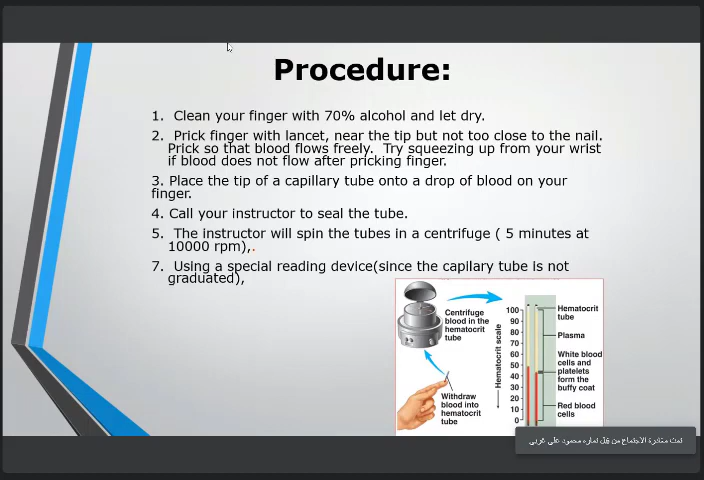 Procedure:
1. Clean your finger with 70% alcohol and let dry.
2. Prick finger with lancet, near the tip but not too close to the nail.
Prick so that blood flows freely. Try squeezing up from your wrist
if blood does not flow after pricking finger.
3. Place the tip of a capillary tube onto a drop of blood on your
finger.
4. Call your instructor to seal the tube.
5. The instructor will spin the tubes in a centrifuge ( 5 minutes at
10000 rpm),.
7. Using a special reading device(since the capilary tube is not
graduated),
Centrifuge
blood in the
hematocrit
tube
Withdraw
blood into
hematocrit
tube
Hematocrit scale
100
90
80
70
60
50
40
30
20
10
0
Hematocrit
tube
Plasma
White blood
cells and
platelets
form the
buffy coat
Red blood
cells
تمت مغادرة الاجتماع من قبل تماره محمود علي غربي